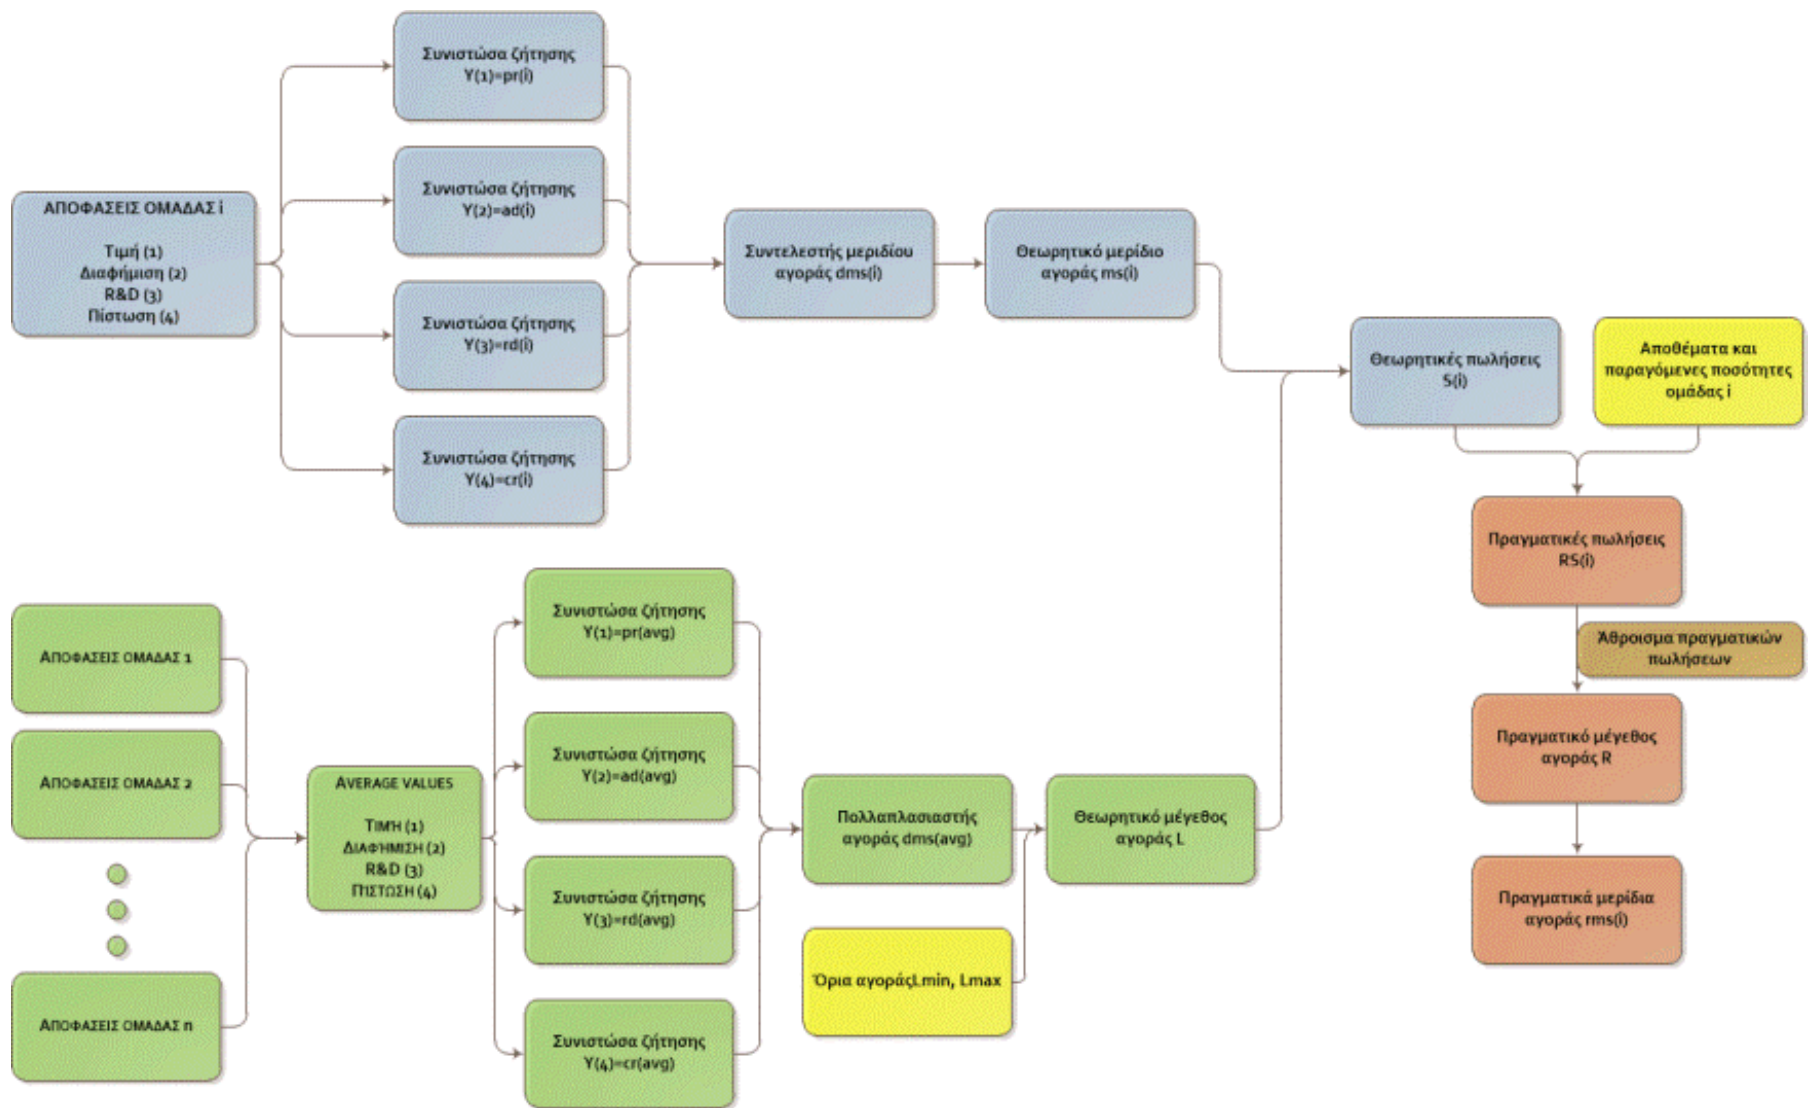 ΑΠΟΦΑΣΕΙΣ ΟΜΑΔΑΣ i
Τιμή (1)
Διαφήμιση (2)
R&D (3)
Πίστωση (4)
Συνιστώσα ζήτησης
Y(1)=pr(i)
Συνιστώσα ζήτησης
Y(2)=ad(i)
Συνιστώσα ζήτησης
Y(3)=rd(i)
Συνιστώσα ζήτησης
Y(4)=cr(i)
Συντελεστής μεριδίου
αγοράς dms(i)
Θεωρητικό μερίδιο
αγοράς ms(i)
Θεωρητικές πωλήσεις
S(i)
Αποθέματα και
παραγόμενες ποσότητες
ομάδας i
Πραγματικές πωλήσεις
RS(i)
Άθροισμα πραγματικών
πωλήσεων
Πραγματικό μέγεθος
αγοράς R
Πραγματικά μερίδια
αγοράς rms(i)
ΑΠΟΦΑΣΕΙΣ ΟΜΑΔΑΣ 1
ΑΠΟΦΑΣΕΙΣ ΟΜΑΔΑΣ 2
ΑΠΟΦΑΣΕΙΣ ΟΜΑΔΑΣ n
AVERAGE VALUES
ΤΙΜΉ (1)
ΔΙΑΦΉΜΙΣΗ (2)
R&D (3)
ΠΊΣΤΩΣΗ (4)
Συνιστώσα ζήτησης
Y(1)=pr(avg)
Συνιστώσα ζήτησης
Y(2)=ad(avg)
Συνιστώσα ζήτησης
Y(3)=rd(avg)
Συνιστώσα ζήτησης
Y(4)=cr(avg)
Πολλαπλασιαστής
αγοράς dms(avg)
Όρια αγοράςLmin, Lmax
Θεωρητικό μέγεθος
αγοράς L